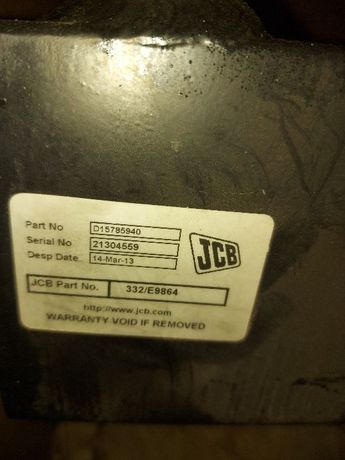 Part No D15785940
Serial No 21304559
Desp Date 14-Mar-13
JCB
JCB Part No. 332/E9864
http://www.jcb.com
WARRANTY VOID IF REMOVED